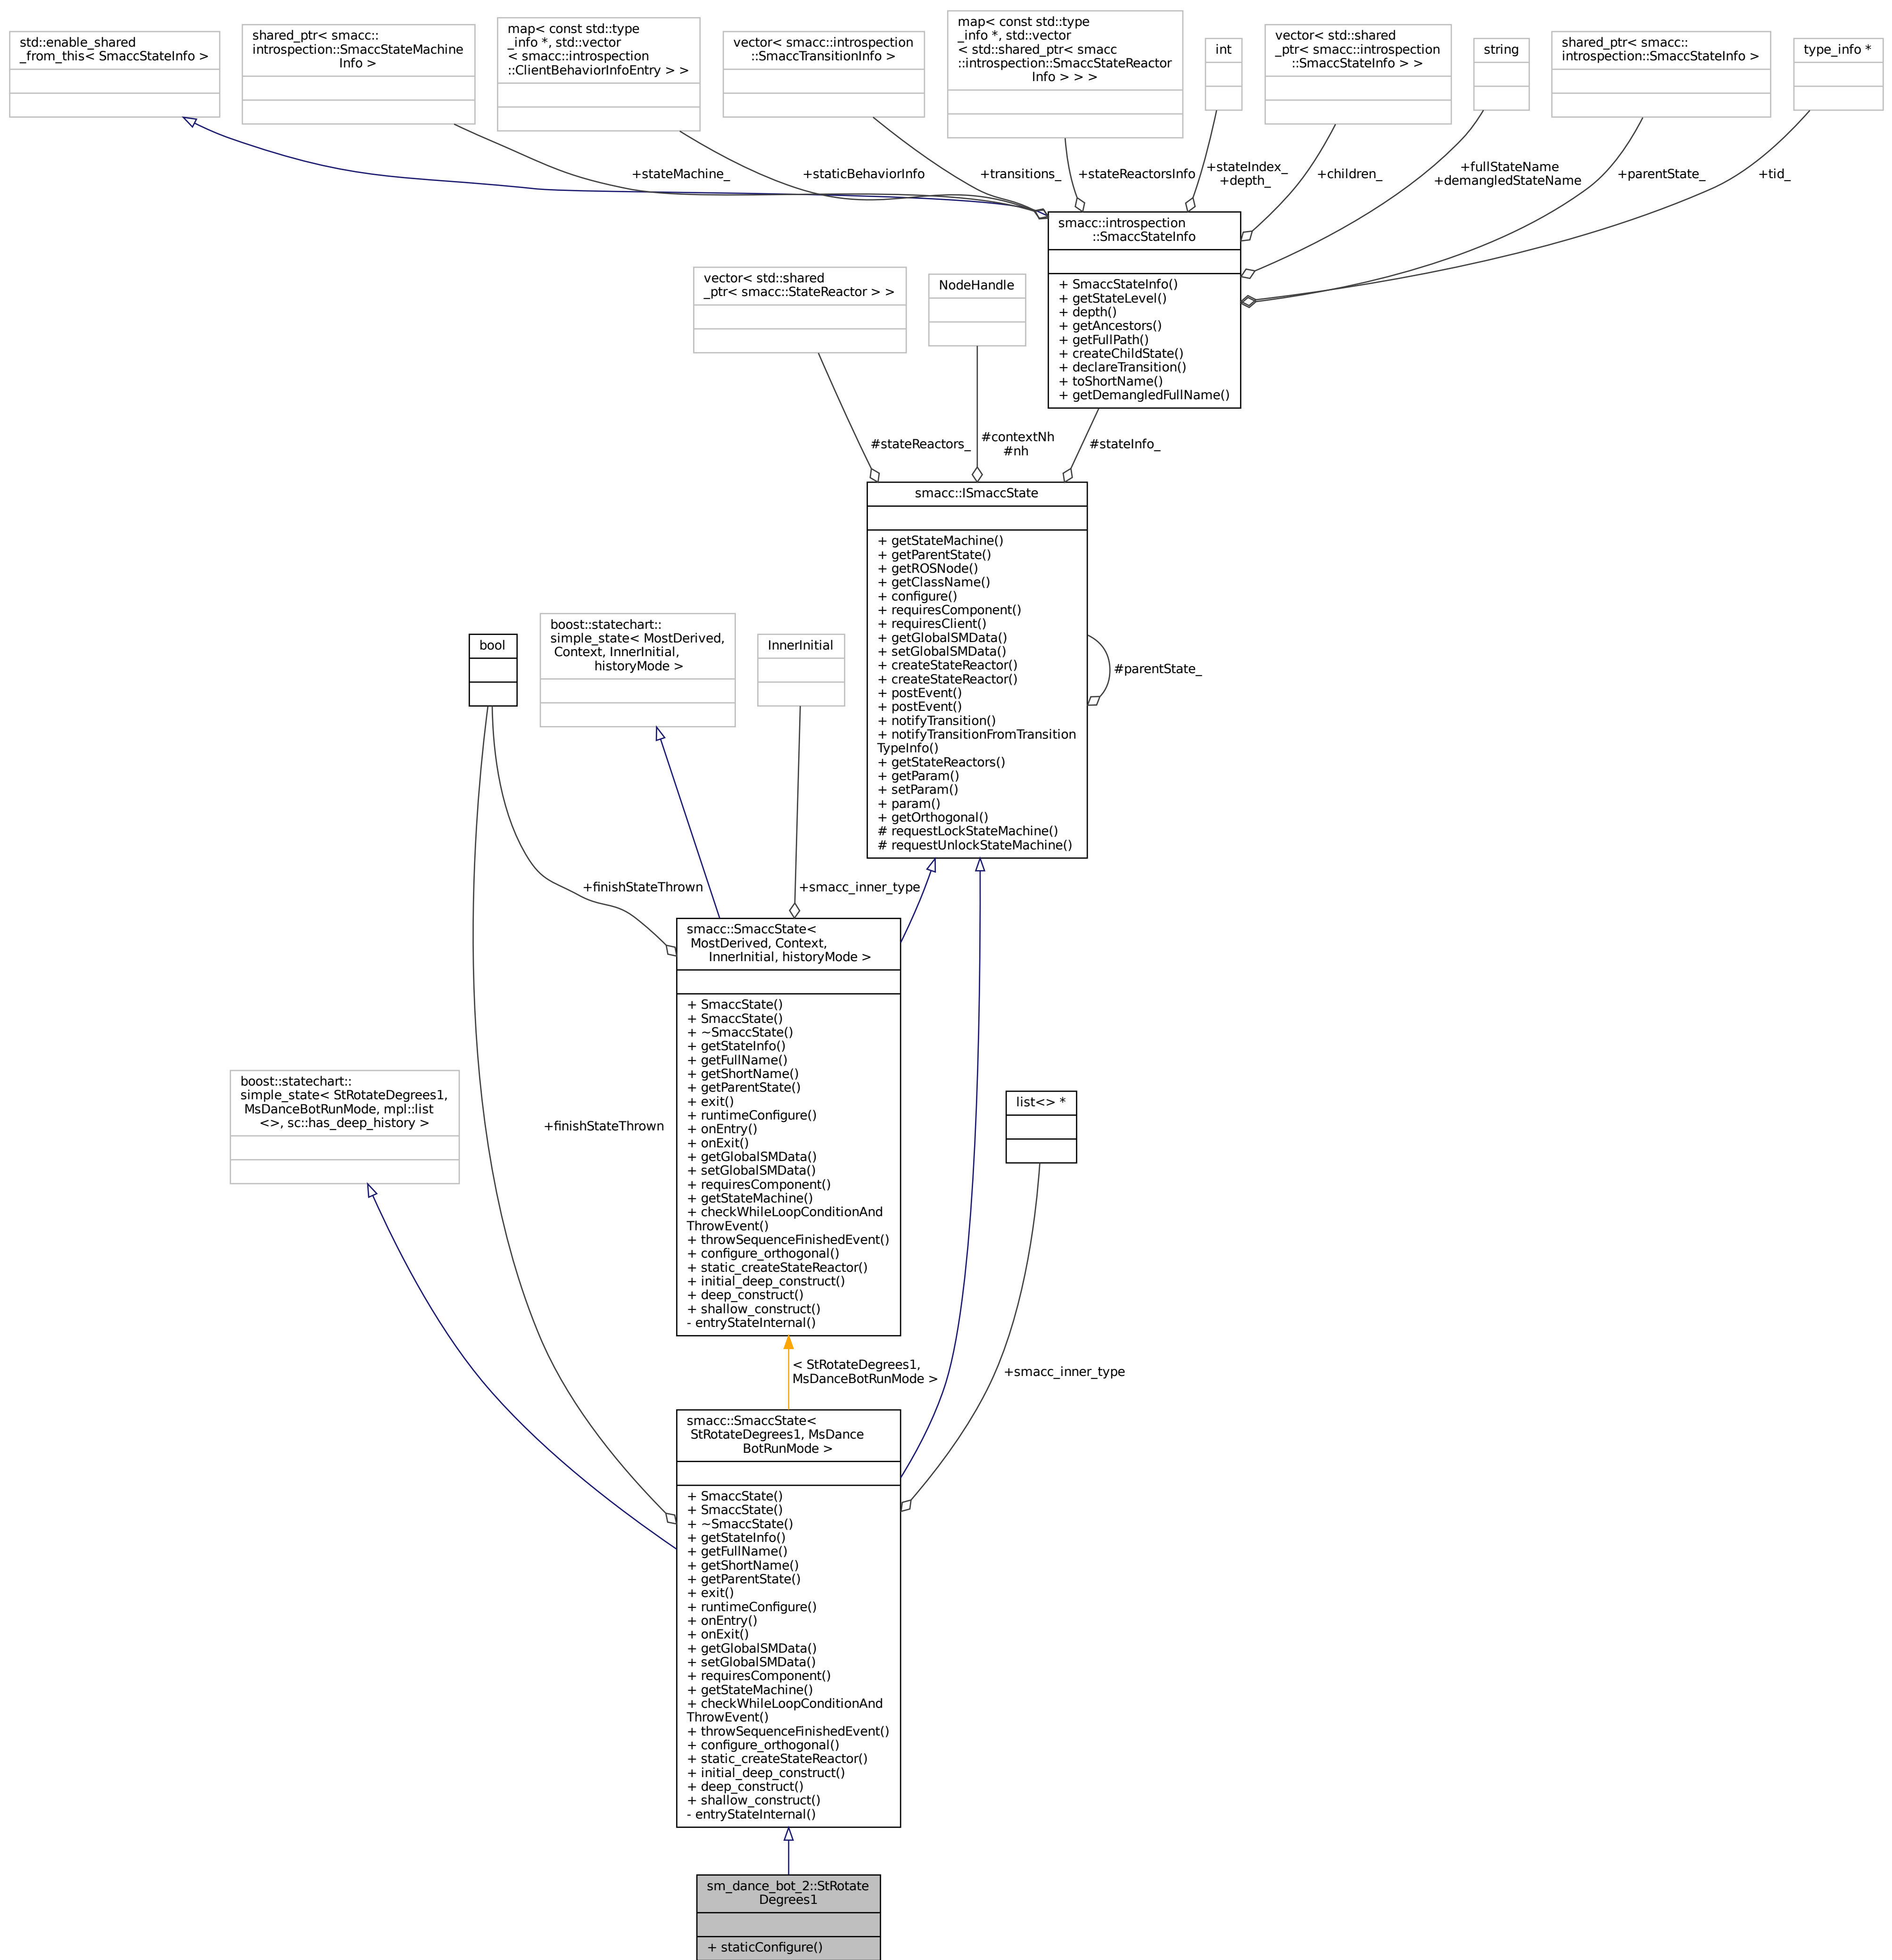 std::enable_shared
_from_this< SmaccStateInfo >
shared_ptr< smacc::
introspection::SmaccStateMachine
Info >
map< const std::type
_info *, std::vector
< smacc::introspection
::ClientBehaviorInfoEntry > >
vector< smacc::introspection
::SmaccTransitionInfo >
map< const std::type
_info *, std::vector
< std::shared_ptr< smacc
::introspection::SmaccStateReactor
Info > > >
int
vector< std::shared
_ptr< smacc::introspection
::SmaccStateInfo > >
string
shared_ptr< smacc::
introspection::SmaccStateInfo >
type_info *
+stateMachine_
+staticBehaviorInfo
+transitions_
+stateReactorsInfo
+stateIndex_
+depth_
+children_
+fullStateName
+demangledStateName
+parentState_
+tid_
smacc::introspection
::SmaccStateInfo
+ SmaccStateInfo()
+ getStateLevel()
+ depth()
+ getAncestors()
+ getFullPath()
+ createChildState()
+ declareTransition()
+ toShortName()
+ getDemangledFullName()
vector< std::shared
_ptr< smacc::StateReactor > >
NodeHandle
#stateReactors_
#contextNh
#nh
#stateInfo_
smacc::ISmaccState
+ getStateMachine()
+ getParentState()
+ getROSNode()
+ getClassName()
+ configure()
+ requiresComponent()
+ requiresClient()
+ getGlobalSMData()
+ setGlobalSMData()
+ createStateReactor()
+ createStateReactor()
+ postEvent()
+ postEvent()
+ notifyTransition()
+ notifyTransitionFromTransition
TypeInfo()
+ getStateReactors()
+ getParam()
+ setParam()
+ param()
+ getOrthogonal()
# requestLockStateMachine()
# requestUnlockStateMachine()
#parentState_
bool
boost::statechart::
simple_state< MostDerived,
Context, InnerInitial,
historyMode >
InnerInitial
+finishStateThrown
+smacc_inner_type
smacc::SmaccState<
MostDerived, Context,
InnerInitial, historyMode >
+ SmaccState()
+ SmaccState()
+ ~SmaccState()
+ getStateInfo()
+ getFullName()
+ getShortName()
+ getParentState()
+ exit()
+ runtimeConfigure()
+ onEntry()
+ onExit()
+ getGlobalSMData()
+ setGlobalSMData()
+ requiresComponent()
+ getStateMachine()
+ checkWhileLoopConditionAnd
ThrowEvent()
+ throwSequenceFinishedEvent()
+ configure_orthogonal()
+ static_createStateReactor()
+ initial_deep_construct()
+ deep_construct()
+ shallow_construct()
- entryStateInternal()
boost::statechart::
simple_state< StRotateDegrees1,
MsDanceBotRunMode, mpl::list
<>, sc::has_deep_history >
+finishStateThrown
list<> *
< StRotateDegrees1,
MsDanceBotRunMode >
+smacc_inner_type
smacc::SmaccState<
StRotateDegrees1, MsDance
BotRunMode >
+ SmaccState()
+ SmaccState()
+ ~SmaccState()
+ getStateInfo()
+ getFullName()
+ getShortName()
+ getParentState()
+ exit()
+ runtimeConfigure()
+ onEntry()
+ onExit()
+ getGlobalSMData()
+ setGlobalSMData()
+ requiresComponent()
+ getStateMachine()
+ checkWhileLoopConditionAnd
ThrowEvent()
+ throwSequenceFinishedEvent()
+ configure_orthogonal()
+ static_createStateReactor()
+ initial_deep_construct()
+ deep_construct()
+ shallow_construct()
- entryStateInternal()
sm_dance_bot_2::StRotate
Degrees1
+ staticConfigure()